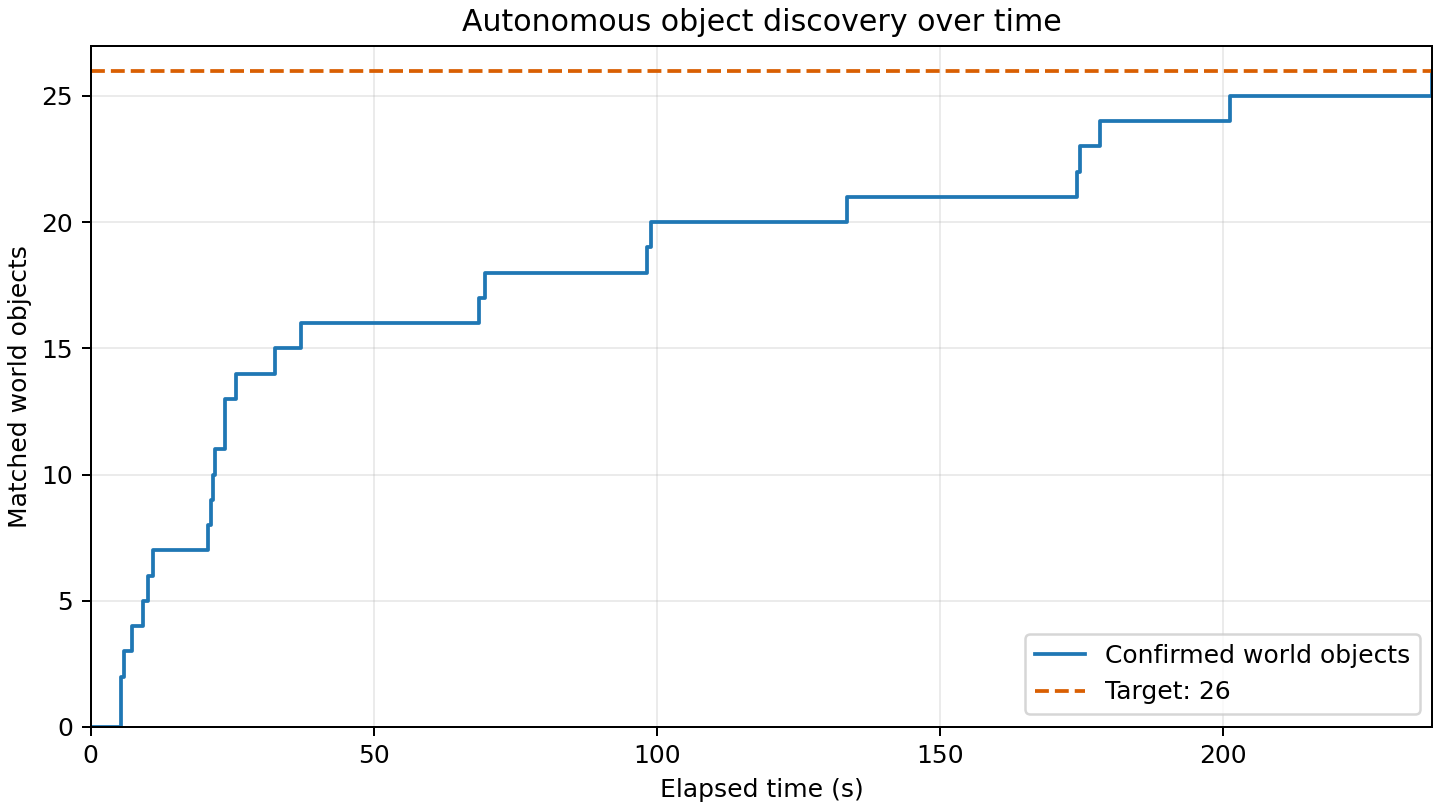 Autonomous object discovery over time
Matched world objects
25
20
15
10
5
0
0 50 100 150 200
Elapsed time (s)
Confirmed world objects
Target: 26